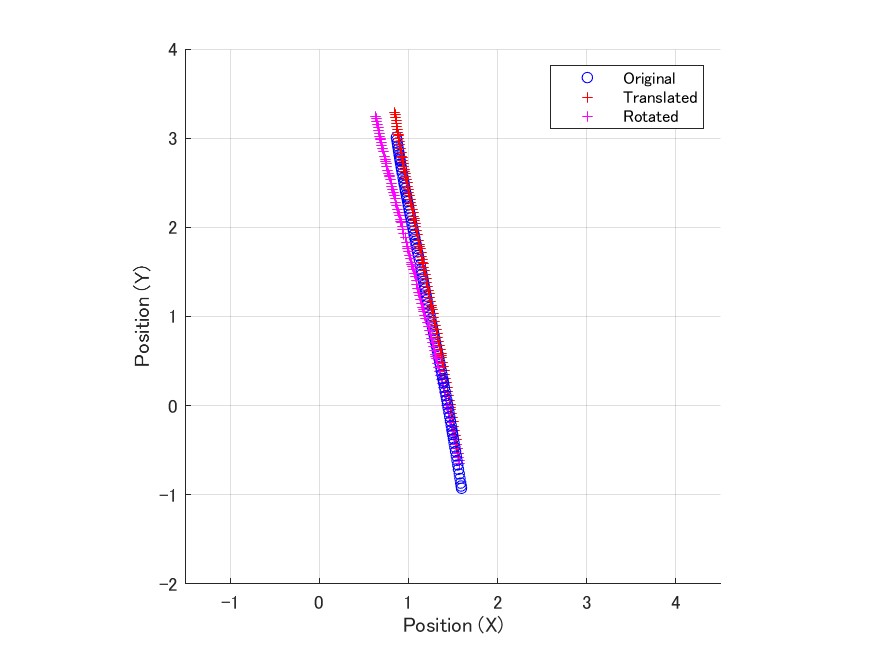 4
3
2
1
0
−1
−2
−1 0 1 2 3 4
Position (X)
Position (Y)
Original
Translated
Rotated